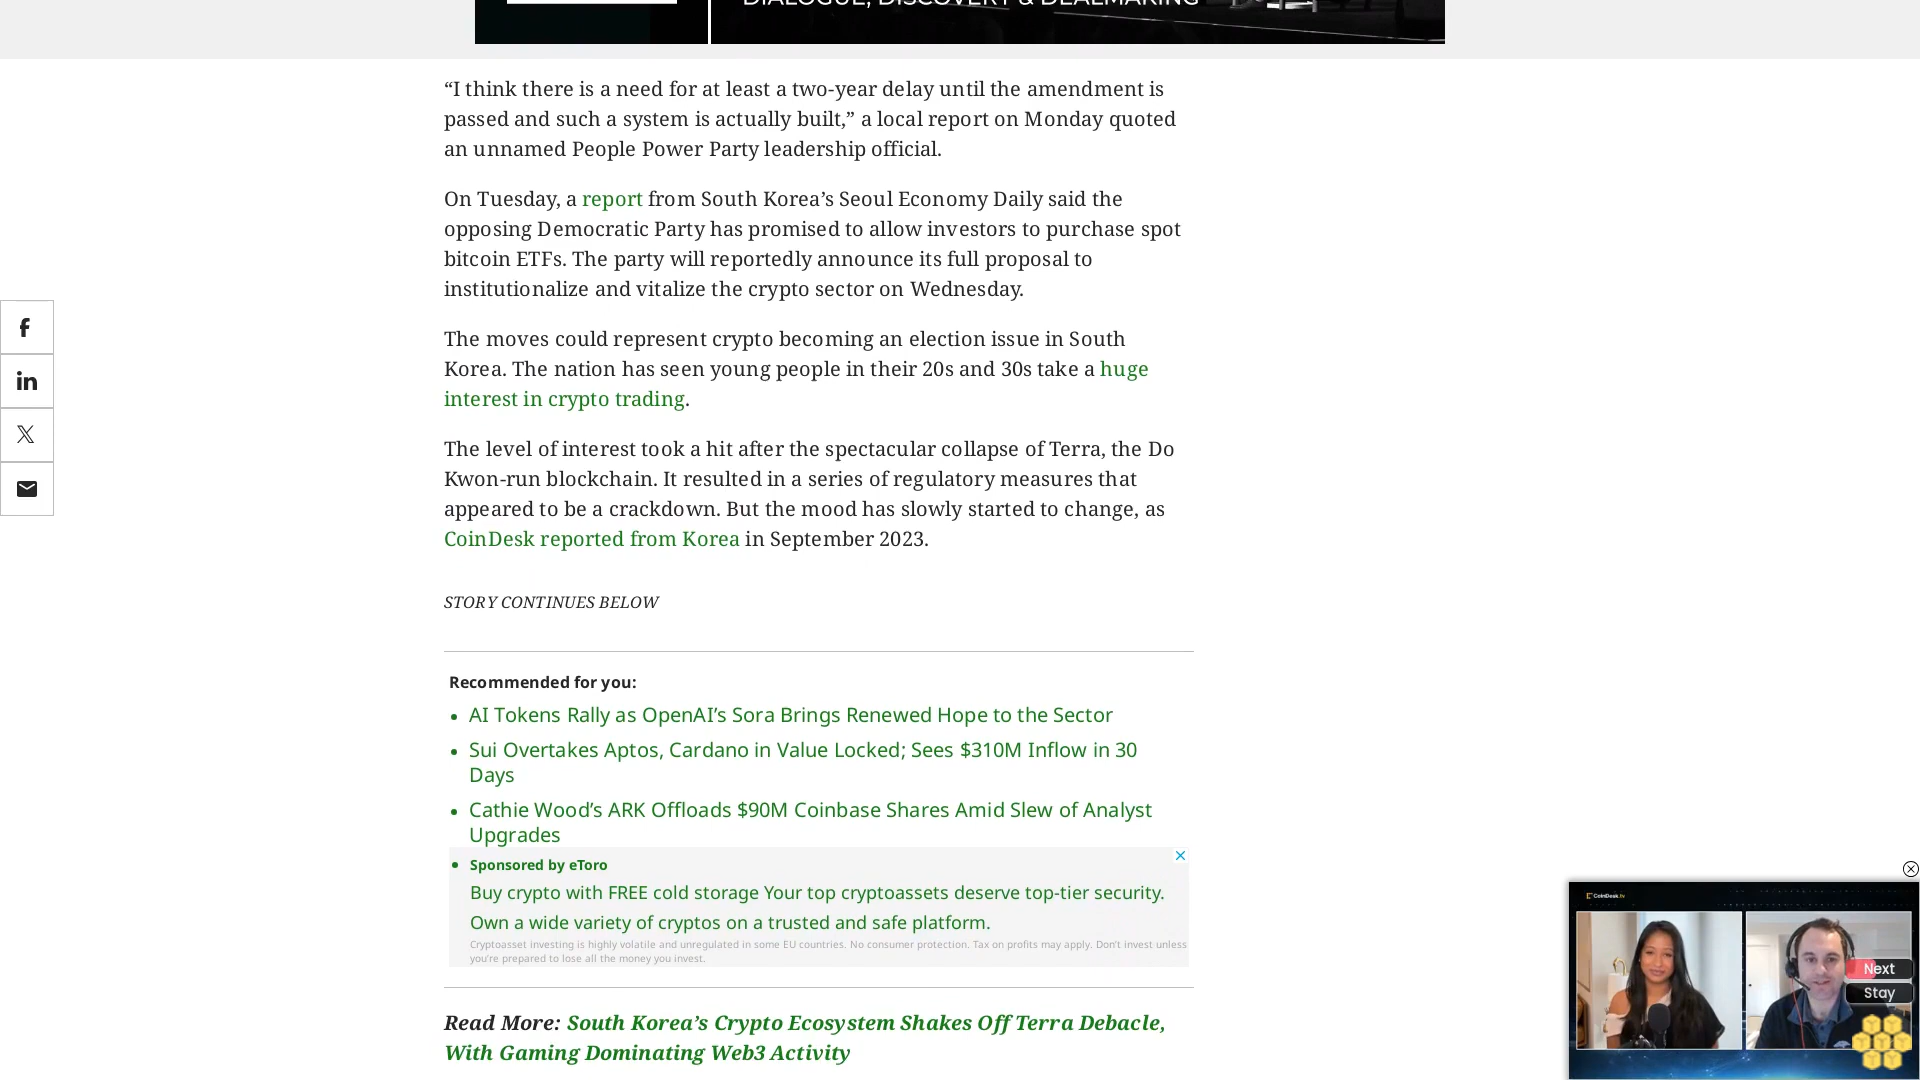 DIALOGUE, DISCOVERY & DEALMAKING
“I think there is a need for at least a two-year delay until the amendment is
passed and such a system is actually built,” a local report on Monday quoted
an unnamed People Power Party leadership official.
On Tuesday, a report from South Korea’s Seoul Economy Daily said the
opposing Democratic Party has promised to allow investors to purchase spot
bitcoin ETFs. The party will reportedly announce its full proposal to
institutionalize and vitalize the crypto sector on Wednesday.
The moves could represent crypto becoming an election issue in South
Korea. The nation has seen young people in their 20s and 30s take a huge
interest in crypto trading.
The level of interest took a hit after the spectacular collapse of Terra, the Do
Kwon-run blockchain. It resulted in a series of regulatory measures that
appeared to be a crackdown. But the mood has slowly started to change, as
CoinDesk reported from Korea in September 2023.
STORY CONTINUES BELOW
Recommended for you:
• AI Tokens Rally as OpenAI’s Sora Brings Renewed Hope to the Sector
• Sui Overtakes Aptos, Cardano in Value Locked; Sees $310M Inflow in 30
Days
• Cathie Wood’s ARK Offloads $90M Coinbase Shares Amid Slew of Analyst
Upgrades
• Sponsored by eToro
Buy crypto with FREE cold storage Your top cryptoassets deserve top-tier security.
Own a wide variety of cryptos on a trusted and safe platform.
Cryptoasset investing is highly volatile and unregulated in some EU countries. No consumer protection. Tax on profits may apply. Don’t invest unless
you’re prepared to lose all the money you invest.
Read More: South Korea’s Crypto Ecosystem Shakes Off Terra Debacle,
With Gaming Dominating Web3 Activity
CoinDesk.tv
Next
Stay